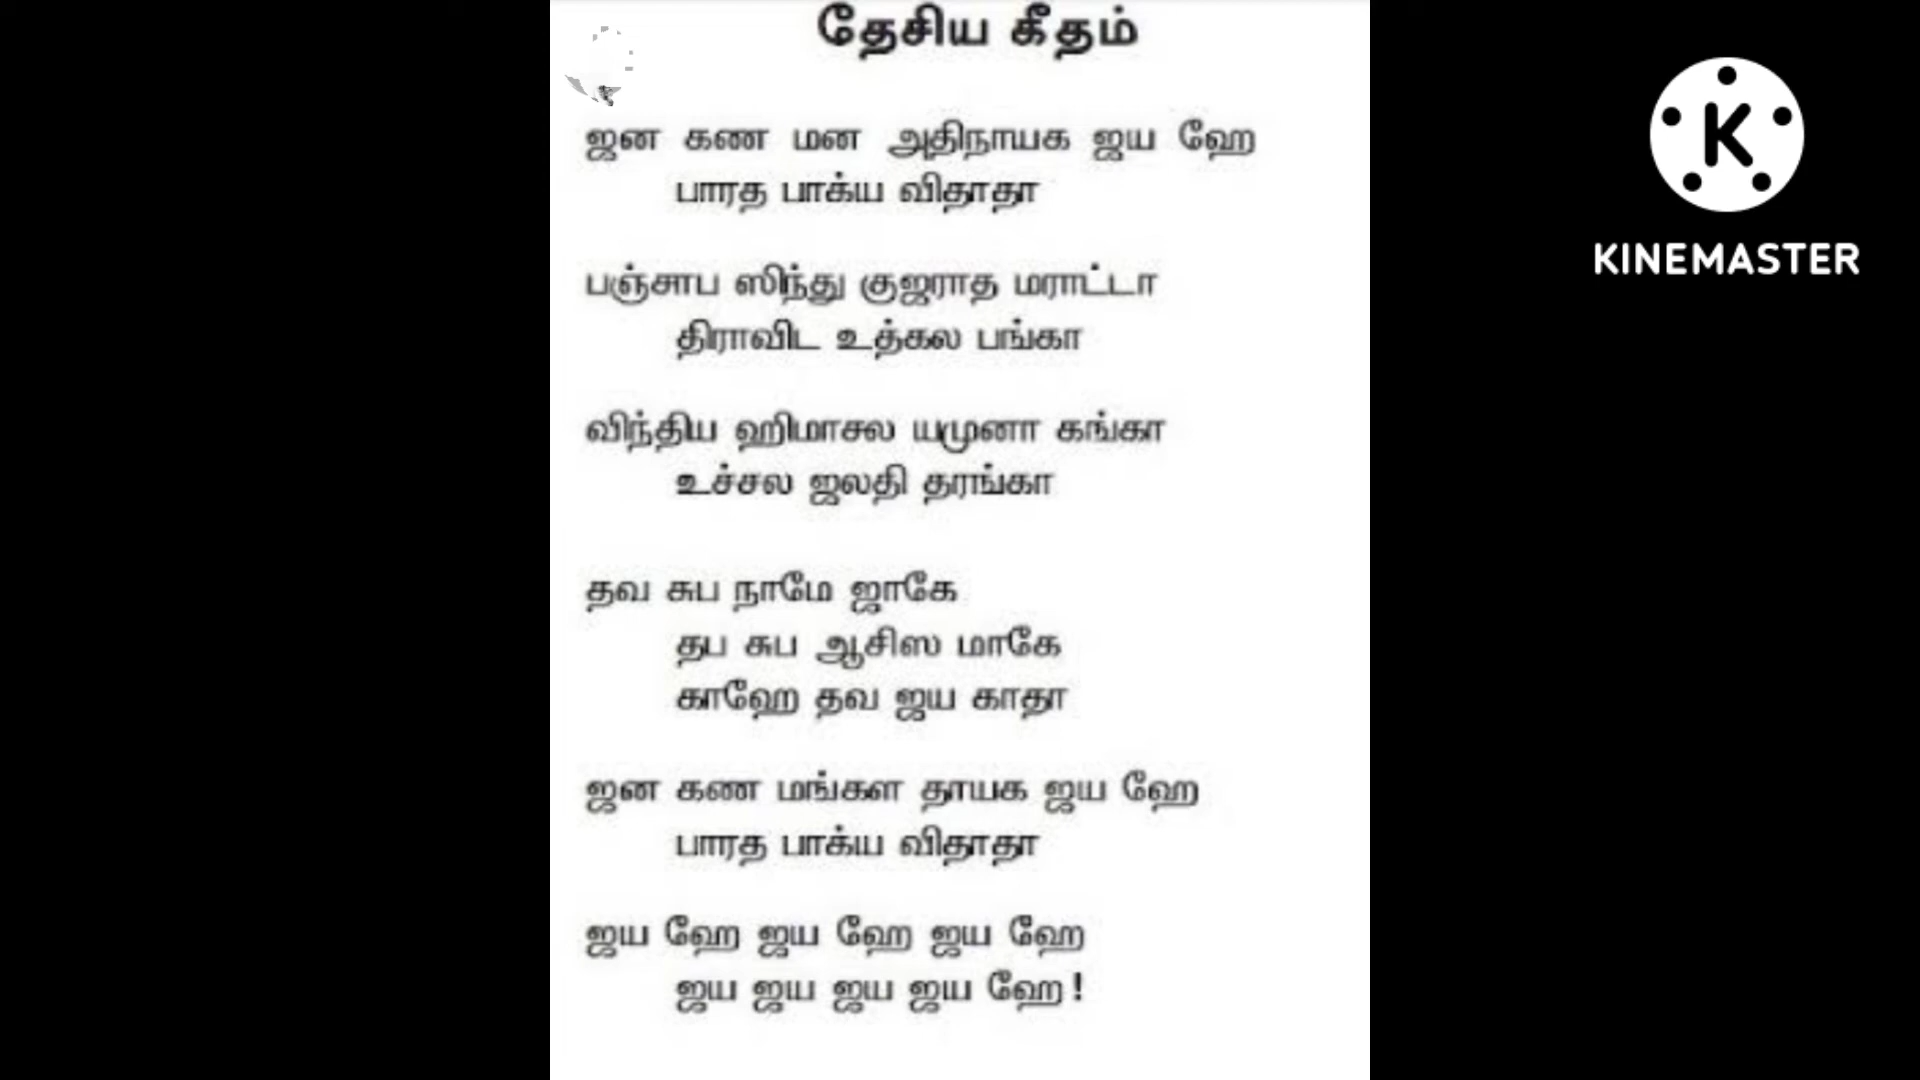 தேசிய கீதம்
ஜன கண மன அதிநாயக ஜய ஹே
பாரத பாக்ய விதாதா
பஞ்சாப ஸிந்து குஜராத மராட்டா
திராவிட உத்கல பங்கா
விந்திய ஹிமாசல யமுனா கங்கா
உச்சல ஜலதி தரங்கா
தவ சுப நாமே ஜாகே
தப சுப ஆசிஸ மாகே
காஹே தவ ஜய காதா
ஜன கண மங்கள தாயக ஜய ஹே
பாரத பாக்ய விதாதா
ஜய ஹே ஜய ஹே ஜய ஹே
ஜய ஜய ஜய ஜய ஹே!
K
KINEMASTER